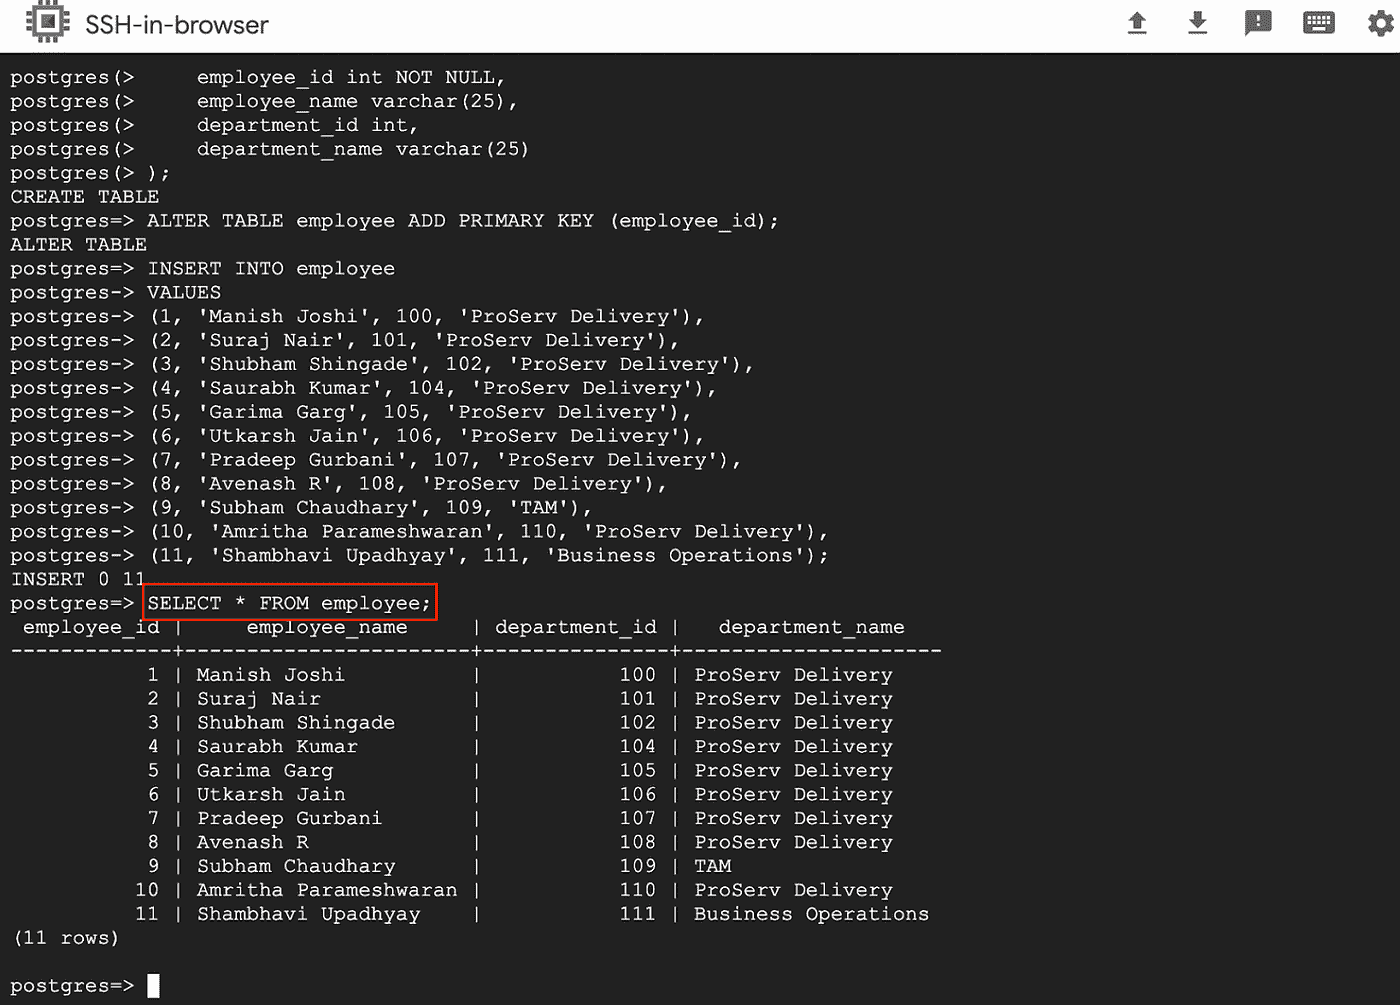 SSH-in-browser
postgres(>     employee_id int NOT NULL,
postgres(>     employee_name varchar(25),
postgres(>     department_id int,
postgres(>     department_name varchar(25)
postgres(> );
CREATE TABLE
postgres=> ALTER TABLE employee ADD PRIMARY KEY (employee_id);
ALTER TABLE
postgres=> INSERT INTO employee
postgres-> VALUES
postgres-> (1, 'Manish Joshi', 100, 'ProServ Delivery'),
postgres-> (2, 'Suraj Nair', 101, 'ProServ Delivery'),
postgres-> (3, 'Shubham Shingade', 102, 'ProServ Delivery'),
postgres-> (4, 'Saurabh Kumar', 104, 'ProServ Delivery'),
postgres-> (5, 'Garima Garg', 105, 'ProServ Delivery'),
postgres-> (6, 'Utkarsh Jain', 106, 'ProServ Delivery'),
postgres-> (7, 'Pradeep Gurbani', 107, 'ProServ Delivery'),
postgres-> (8, 'Avenash R', 108, 'ProServ Delivery'),
postgres-> (9, 'Subham Chaudhary', 109, 'TAM'),
postgres-> (10, 'Amritha Parameshwaran', 110, 'ProServ Delivery'),
postgres-> (11, 'Shambhavi Upadhyay', 111, 'Business Operations');
INSERT 0 11
postgres=> SELECT * FROM employee;
 employee_id |     employee_name     | department_id |   department_name
-------------+-----------------------+---------------+---------------------
           1 | Manish Joshi          |           100 | ProServ Delivery
           2 | Suraj Nair            |           101 | ProServ Delivery
           3 | Shubham Shingade      |           102 | ProServ Delivery
           4 | Saurabh Kumar         |           104 | ProServ Delivery
           5 | Garima Garg           |           105 | ProServ Delivery
           6 | Utkarsh Jain          |           106 | ProServ Delivery
           7 | Pradeep Gurbani       |           107 | ProServ Delivery
           8 | Avenash R             |           108 | ProServ Delivery
           9 | Subham Chaudhary      |           109 | TAM
          10 | Amritha Parameshwaran |           110 | ProServ Delivery
          11 | Shambhavi Upadhyay    |           111 | Business Operations
(11 rows)
postgres=>